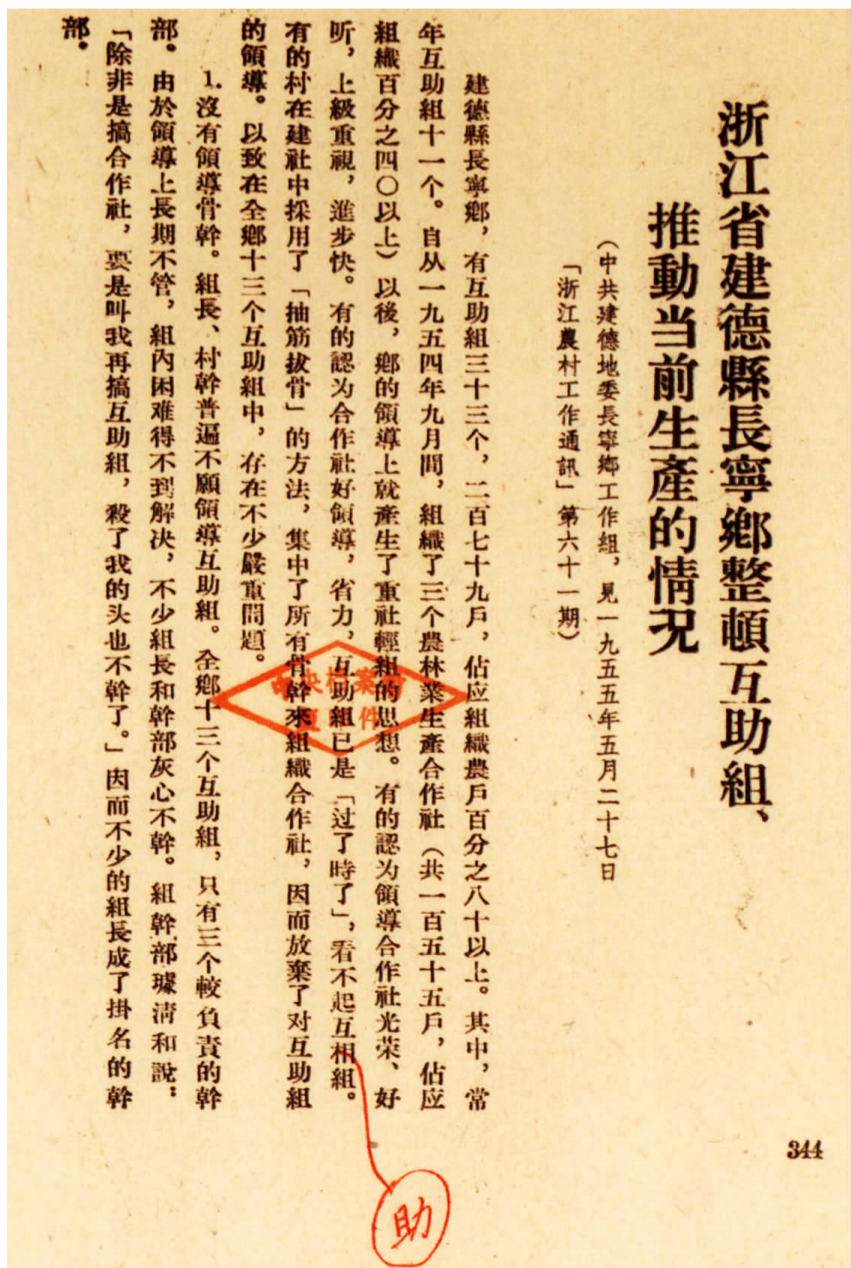 浙江省建德縣長寧鄉整頓互助組、
推動当前生產的情況
（中共建德地委長寧鄉工作組，見一九五五年五月二十七日
「浙江農村工作通訊」第六十一期）
建德縣長寧鄉，有互助組三十三个，二百七十九戶，佔应組織農戶百分之八十以上。其中，常
年互助組十一个。自从一九五四年九月間，組織了三个農林業生產合作社（共一百五十五戶，佔应
組織百分之四〇以上）以後，鄉的領導上就產生了重社輕組的思想。有的認为領導合作社光荣、好
听，上級重視，進步快。有的認为合作社好領導，省力，互助組已是「过了時了」，看不起互相組。
有的村在建社中採用了「抽筋拔骨」的方法，集中了所有骨幹來組織合作社，因而放棄了对互助組
的領導。以致在全鄉十三个互助組中，存在不少嚴重問題。
1.沒有領導骨幹。組長、村幹普遍不願領導互助組。全鄉十三个互助組，只有三个較負責的幹
部。由於領導上長期不管，組內困难得不到解决，不少組長和幹部灰心不幹。組幹部璩清和說：
「除非是搞合作社，要是叫我再搞互助組，殺了我的头也不幹了。」因而不少的組長成了掛名的幹
部.
344
助
中央檔案館
复制件